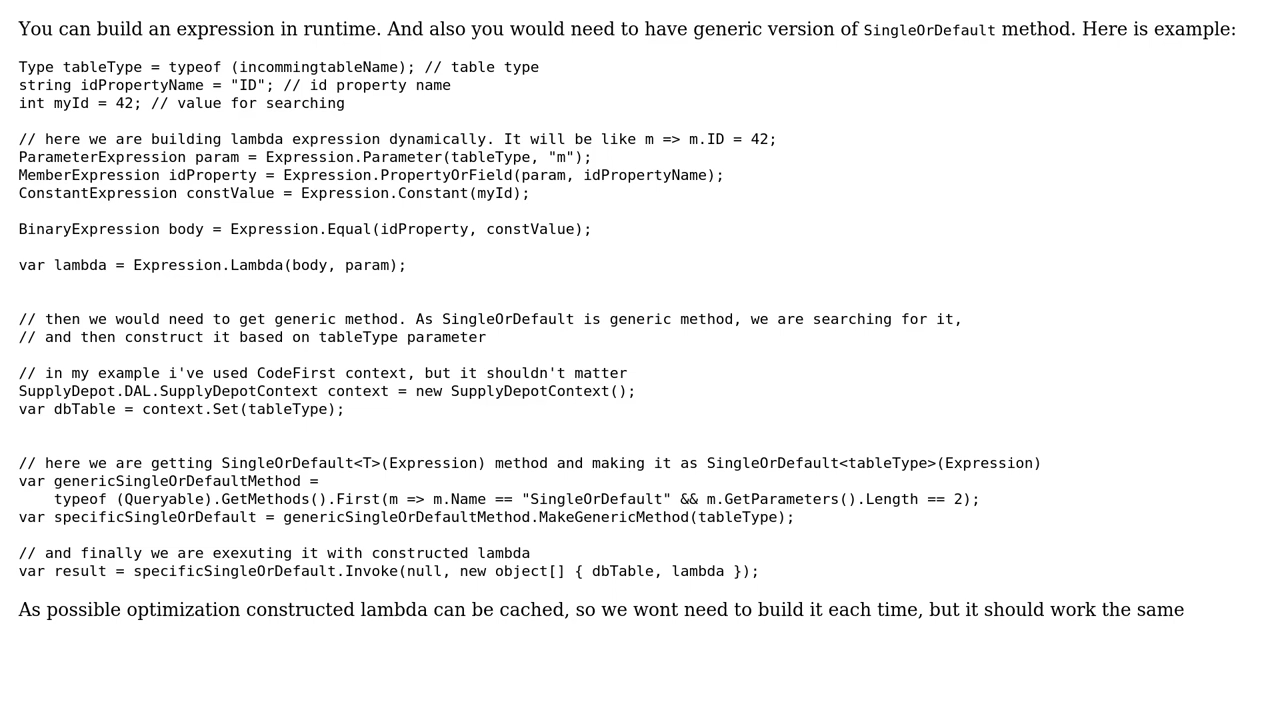 You can build an expression in runtime. And also you would need to have generic version of SingleOrDefault method. Here is example:
Type tableType = typeof (incommingtableName); // table type
string idPropertyName = "ID"; // id property name
int myId = 42; // value for searching
// here we are building lambda expression dynamically. It will be like m => m.ID = 42;
ParameterExpression param = Expression.Parameter(tableType, "m");
MemberExpression idProperty = Expression.PropertyOrField(param, idPropertyName);
ConstantExpression constValue = Expression.Constant(myId);
BinaryExpression body = Expression.Equal(idProperty, constValue);
var lambda = Expression.Lambda(body, param);
// then we would need to get generic method. As SingleOrDefault is generic method, we are searching for it,
// and then construct it based on tableType parameter
// in my example i've used CodeFirst context, but it shouldn't matter
SupplyDepot.DAL.SupplyDepotContext context = new SupplyDepotContext();
var dbTable = context.Set(tableType);
// here we are getting SingleOrDefault<T>(Expression) method and making it as SingleOrDefault<tableType>(Expression)
var genericSingleOrDefaultMethod =
    typeof (Queryable).GetMethods().First(m => m.Name == "SingleOrDefault" && m.GetParameters().Length == 2);
var specificSingleOrDefault = genericSingleOrDefaultMethod.MakeGenericMethod(tableType);
// and finally we are exexuting it with constructed lambda
var result = specificSingleOrDefault.Invoke(null, new object[] { dbTable, lambda });
As possible optimization constructed lambda can be cached, so we wont need to build it each time, but it should work the same